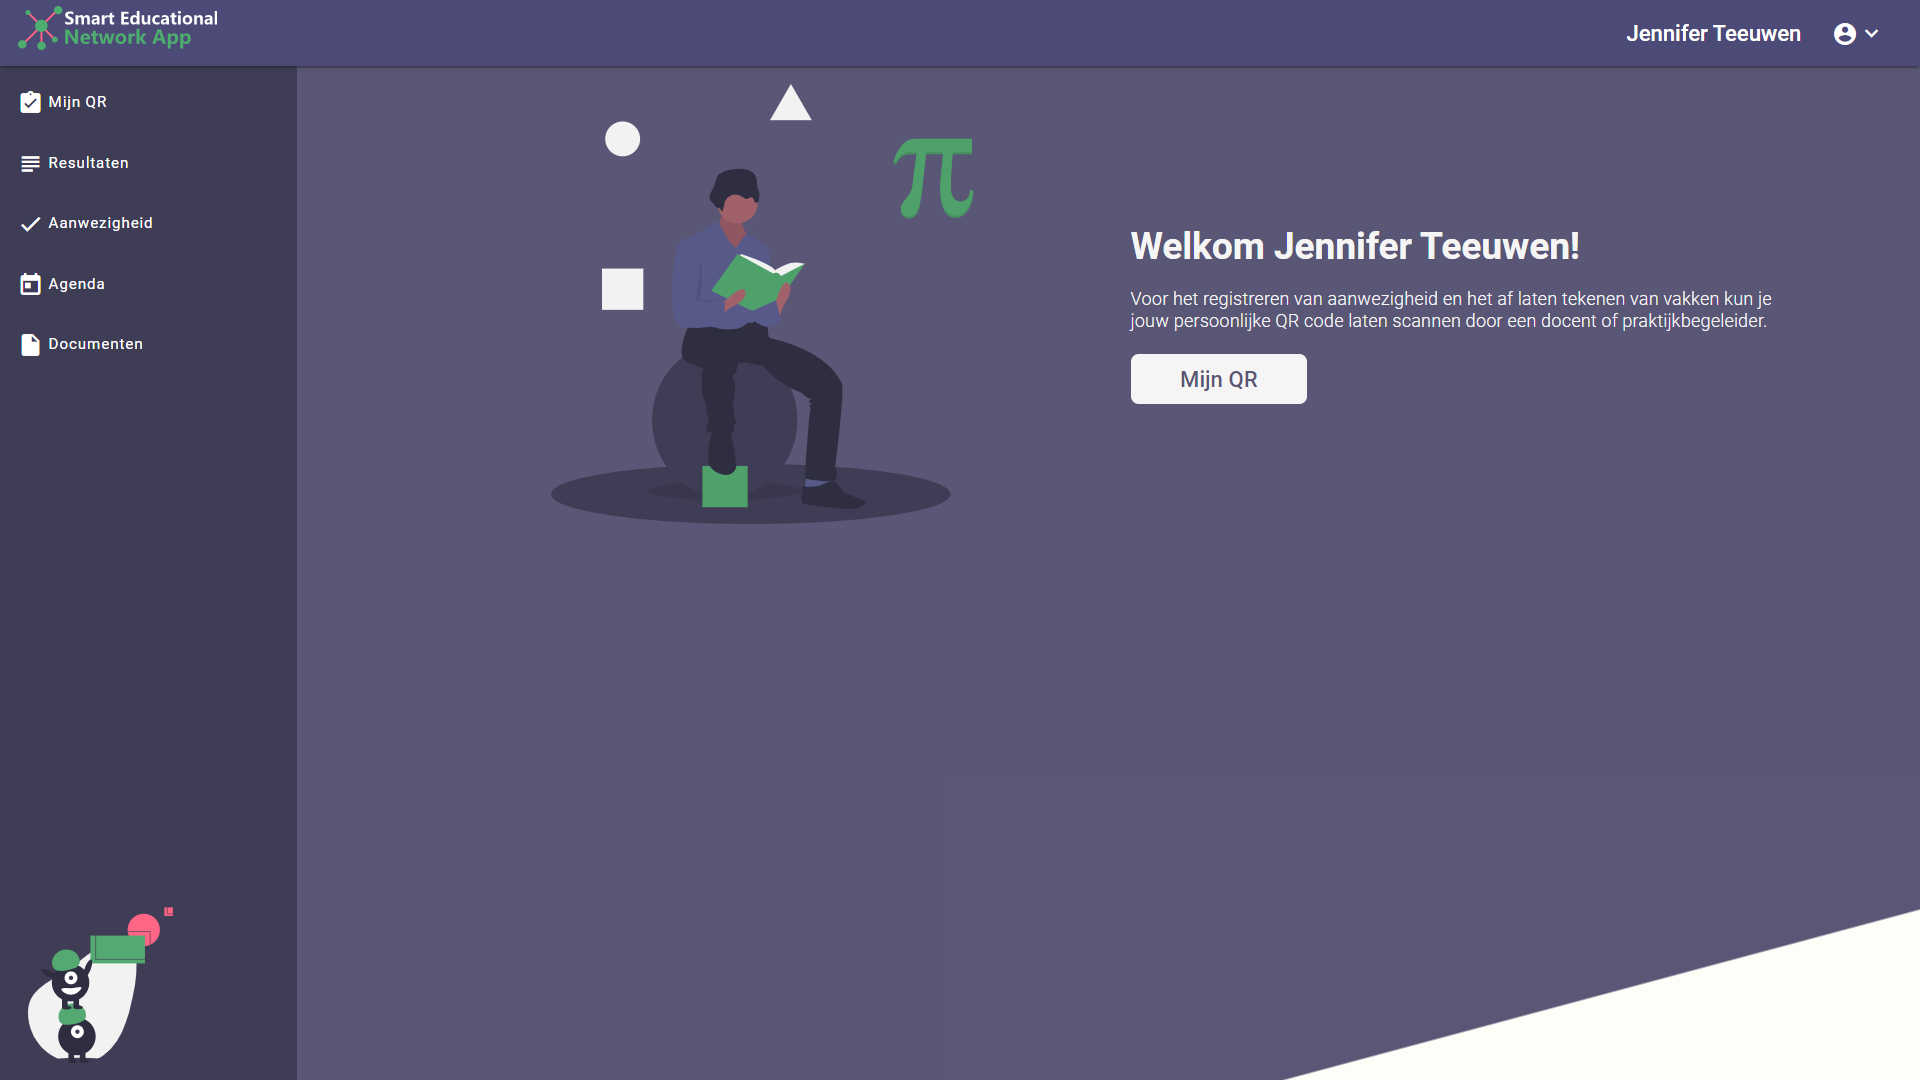 Smart Educational
Network App
Jennifer Teeuwen
Mijn QR
Resultaten
Aanwezigheid
Agenda
Documenten
π
Welkom Jennifer Teeuwen!
Voor het registreren van aanwezigheid en het af laten tekenen van vakken kun je
jouw persoonlijke QR code laten scannen door een docent of praktijkbegeleider.
Mijn QR